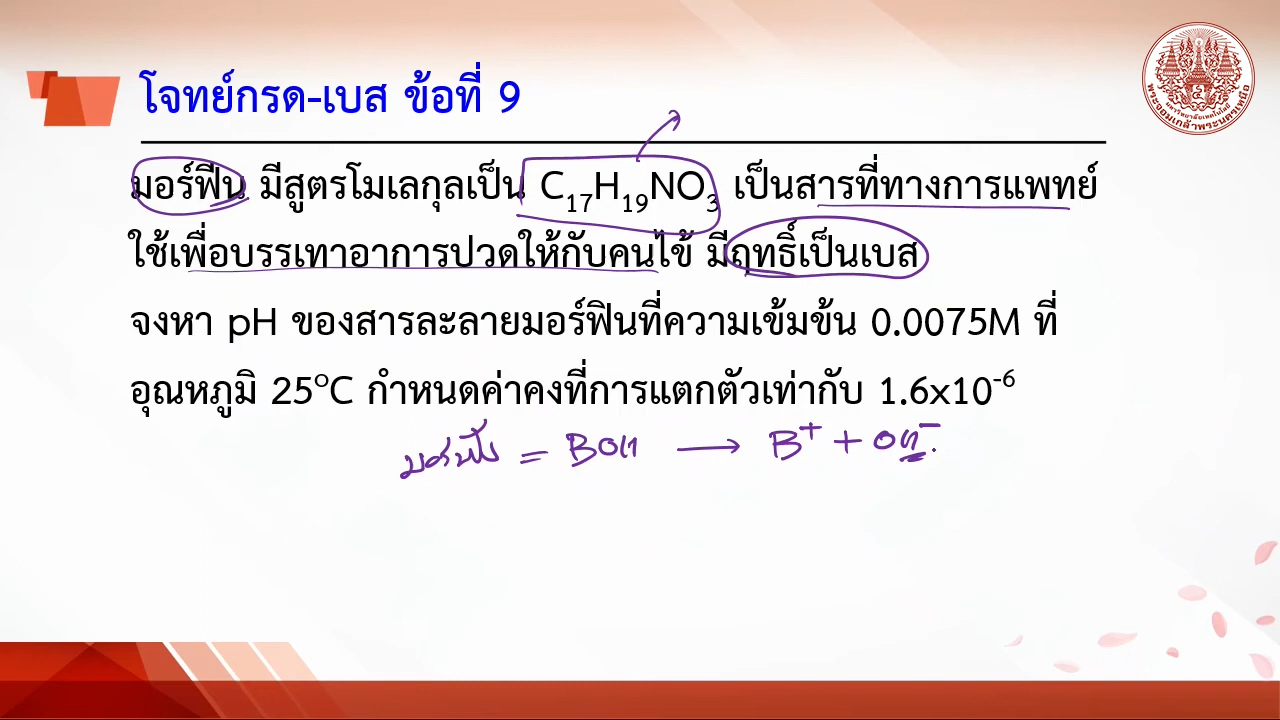 โจทย์กรด-เบส ข้อที่ 9
มอร์ฟีน มีสูตรโมเลกุลเป็น C₁₇H₁₉NO₃ เป็นสารที่ทางการแพทย์
ใช้เพื่อบรรเทาอาการปวดให้กับคนไข้ มีฤทธิ์เป็นเบส
จงหา pH ของสารละลายมอร์ฟินที่ความเข้มข้น 0.0075M ที่
อุณหภูมิ 25°C กำหนดค่าคงที่การแตกตัวเท่ากับ 1.6x10⁻⁶
= BOH ⟶ B⁺ + OH⁻